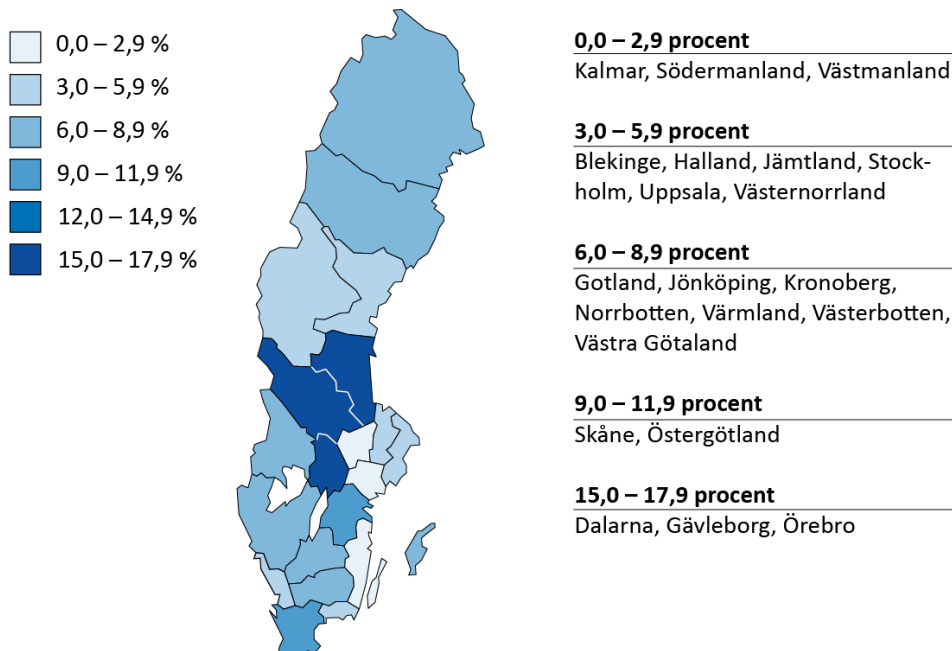 0,0 – 2,9 %
3,0 – 5,9 %
6,0 – 8,9 %
9,0 – 11,9 %
12,0 – 14,9 %
15,0 – 17,9 %
0,0 – 2,9 procent
Kalmar, Södermanland, Västmanland
3,0 – 5,9 procent
Blekinge, Halland, Jämtland, Stock-
holm, Uppsala, Västernorrland
6,0 – 8,9 procent
Gotland, Jönköping, Kronoberg,
Norrbotten, Värmland, Västerbotten,
Västra Götaland
9,0 – 11,9 procent
Skåne, Östergötland
15,0 – 17,9 procent
Dalarna, Gävleborg, Örebro